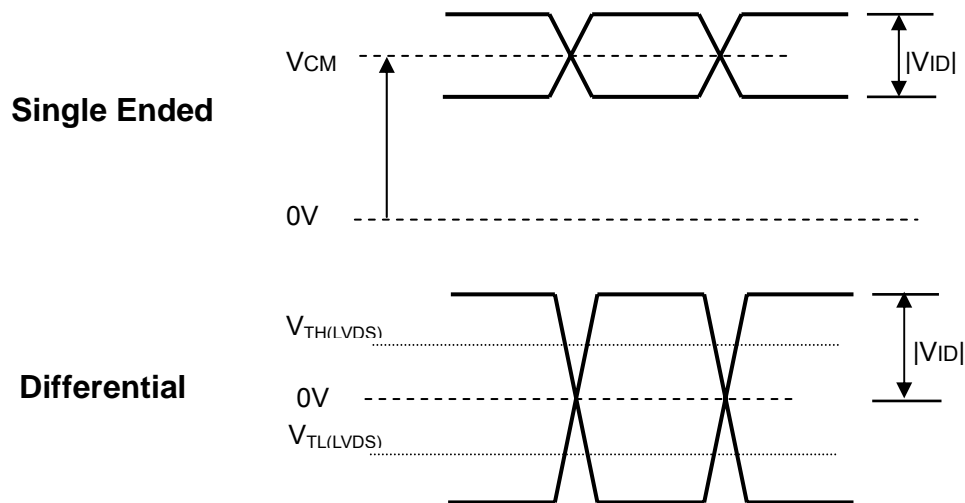 VCM
|VID|
Single Ended
0V
VTH(LVDS)
|VID|
Differential
0V
VTL(LVDS)